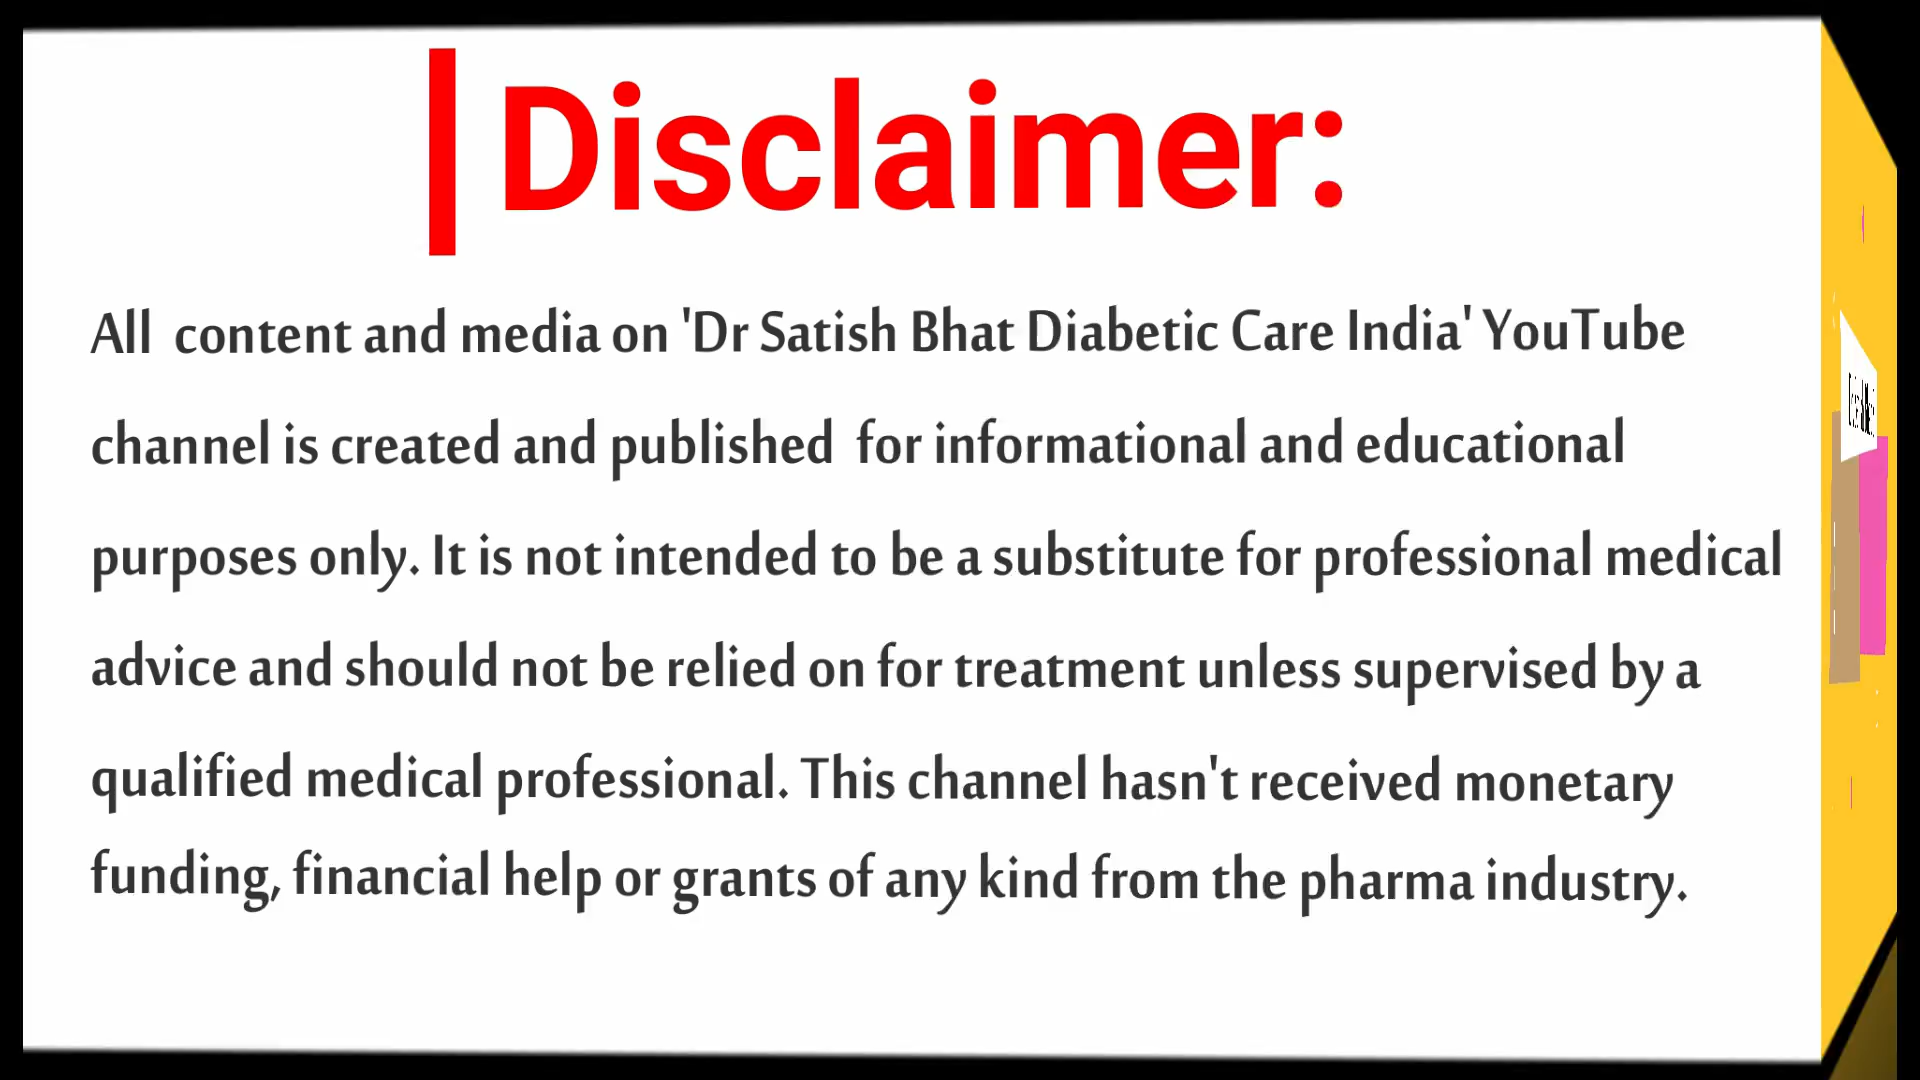 Disclaimer:
All content and media on 'Dr Satish Bhat Diabetic Care India' YouTube
channel is created and published for informational and educational
purposes only. It is not intended to be a substitute for professional medical
advice and should not be relied on for treatment unless supervised by a
qualified medical professional. This channel hasn't received monetary
funding, financial help or grants of any kind from the pharma industry.